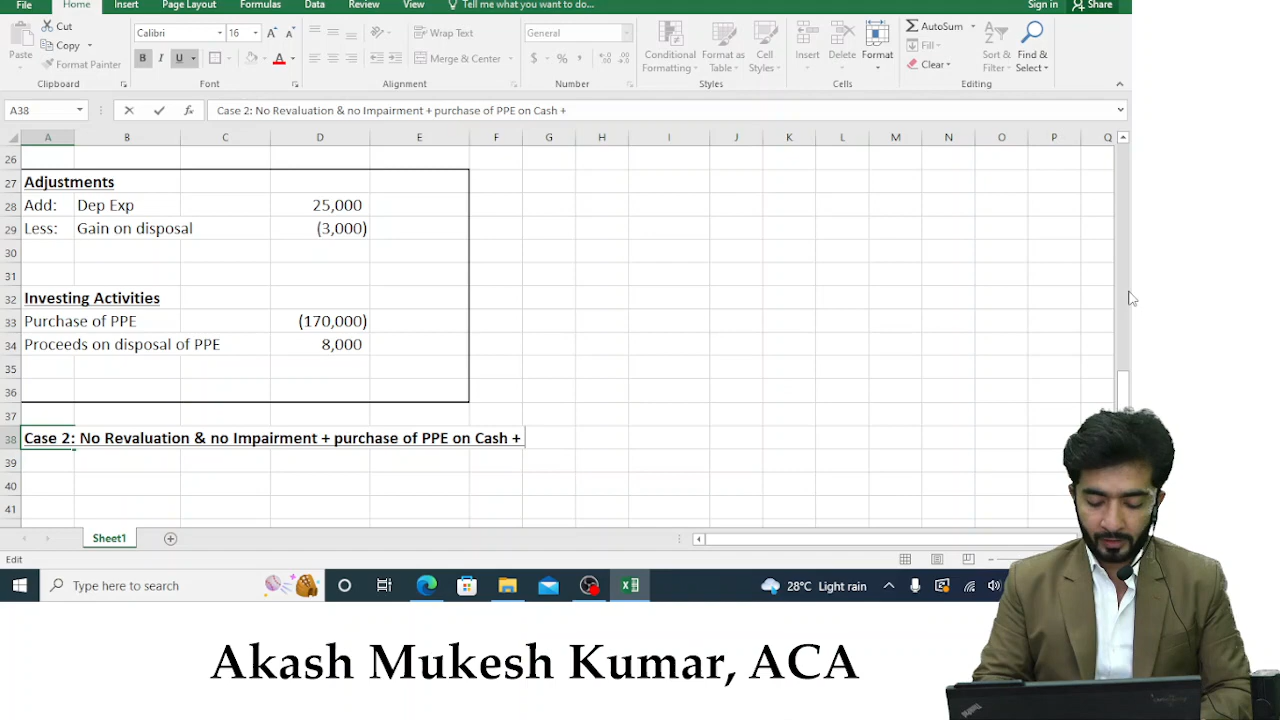 File Home Insert Page Layout Formulas Data Review View Tell me what you want to do... Sign in Share
Cut
Copy
Format Painter
Paste
Clipboard
Calibri 16
B I U
Font
Wrap Text
Merge & Center
Alignment
General
$ %
Number
Conditional Formatting
Format as Table
Cell Styles
Styles
Insert Delete Format
Cells
AutoSum
Fill
Clear
Sort & Filter
Find & Select
Editing
A38 fx Case 2: No Revaluation & no Impairment + purchase of PPE on Cash +
A B C D E F G H I J K L M N O P Q
26
27 Adjustments
28 Add: Dep Exp 25,000
29 Less: Gain on disposal (3,000)
30
31
32 Investing Activities
33 Purchase of PPE (170,000)
34 Proceeds on disposal of PPE 8,000
35
36
37
38 Case 2: No Revaluation & no Impairment + purchase of PPE on Cash +
39
40
41
Sheet1
Edit
Type here to search 28°C Light rain
Akash Mukesh Kumar, ACA